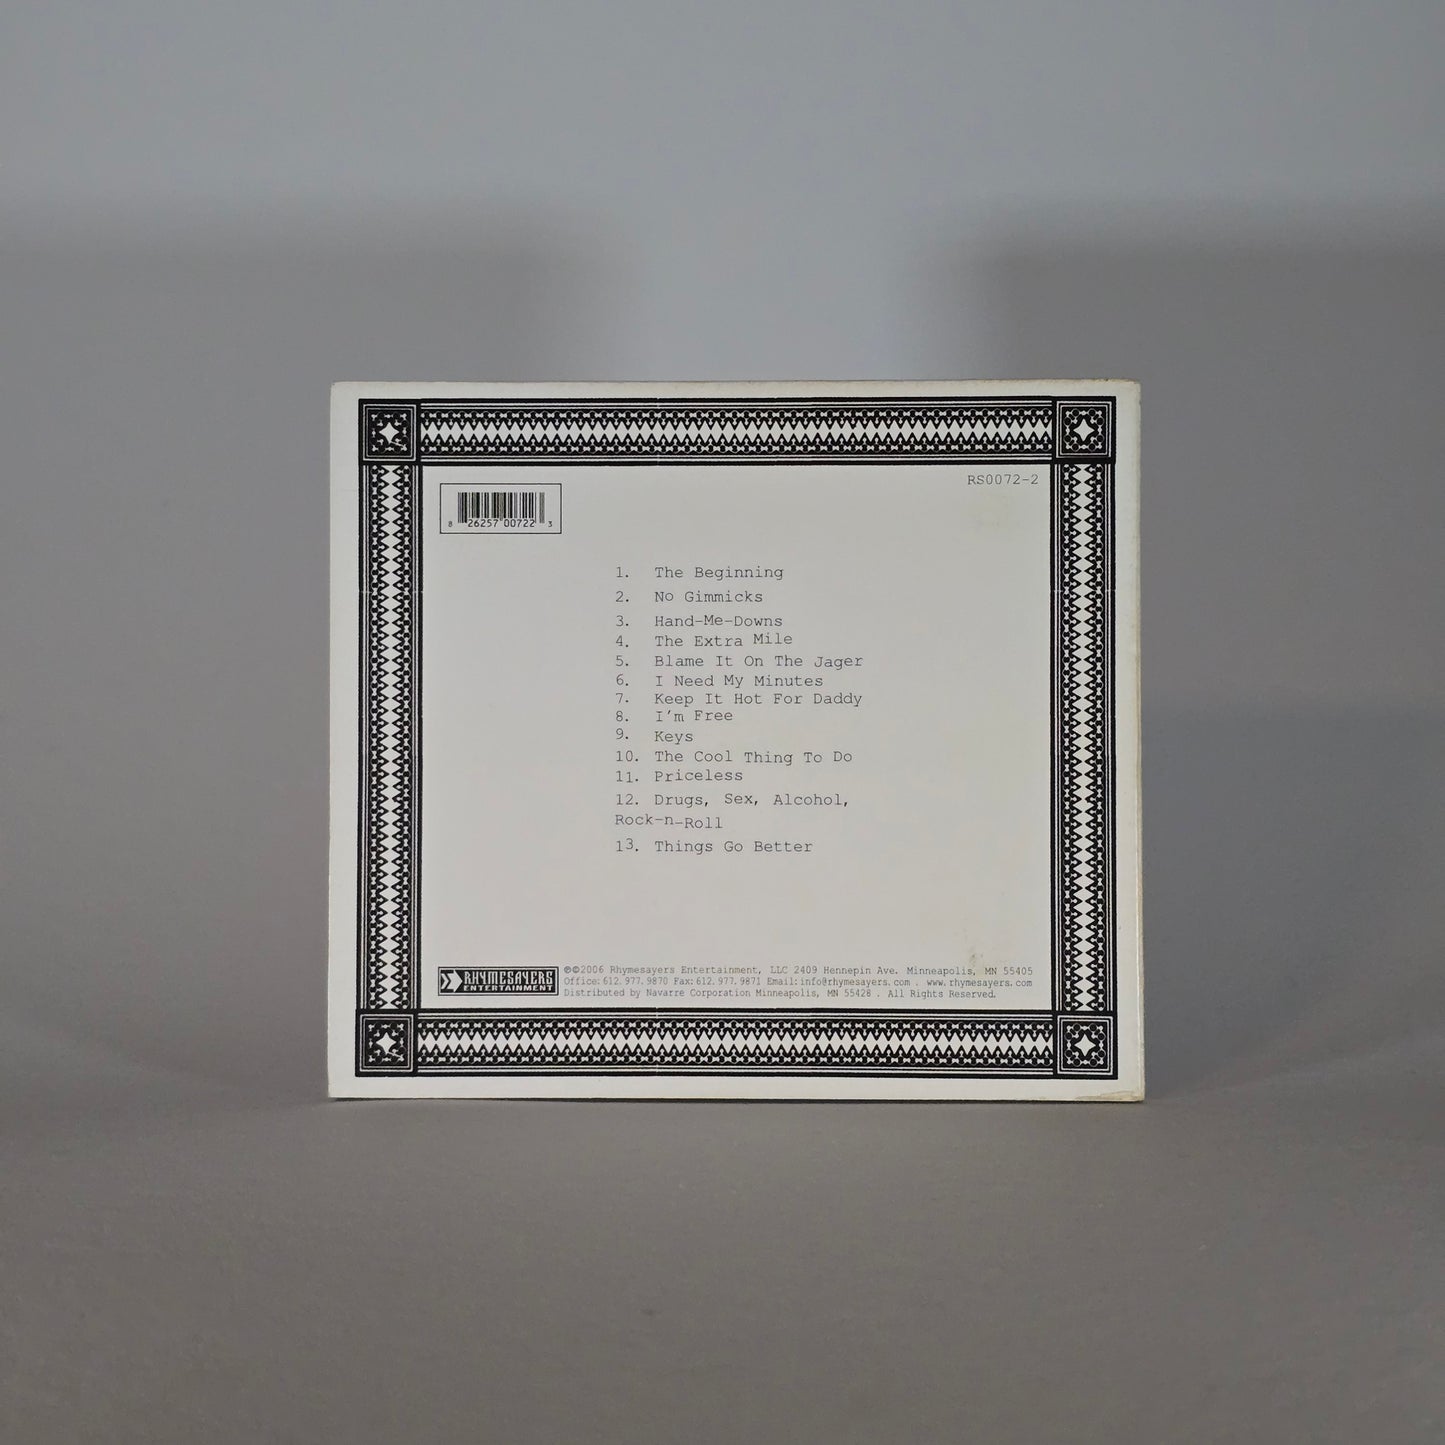 RS0072-2
8 26257 00722 3
1. The Beginning
2. No Gimmicks
3. Hand-Me-Downs
4. The Extra Mile
5. Blame It On The Jager
6. I Need My Minutes
7. Keep It Hot For Daddy
8. I'm Free
9. Keys
10. The Cool Thing To Do
11. Priceless
12. Drugs, Sex, Alcohol,
Rock-n-Roll
13. Things Go Better
RHYMESAYERS
ENTERTAINMENT
℗©2006 Rhymesayers Entertainment, LLC 2409 Hennepin Ave. Minneapolis, MN 55405
Office: 612.977.9870 Fax: 612.977.9871 Email: info@rhymesayers.com . www.rhymesayers.com
Distributed by Navarre Corporation Minneapolis, MN 55428 . All Rights Reserved.